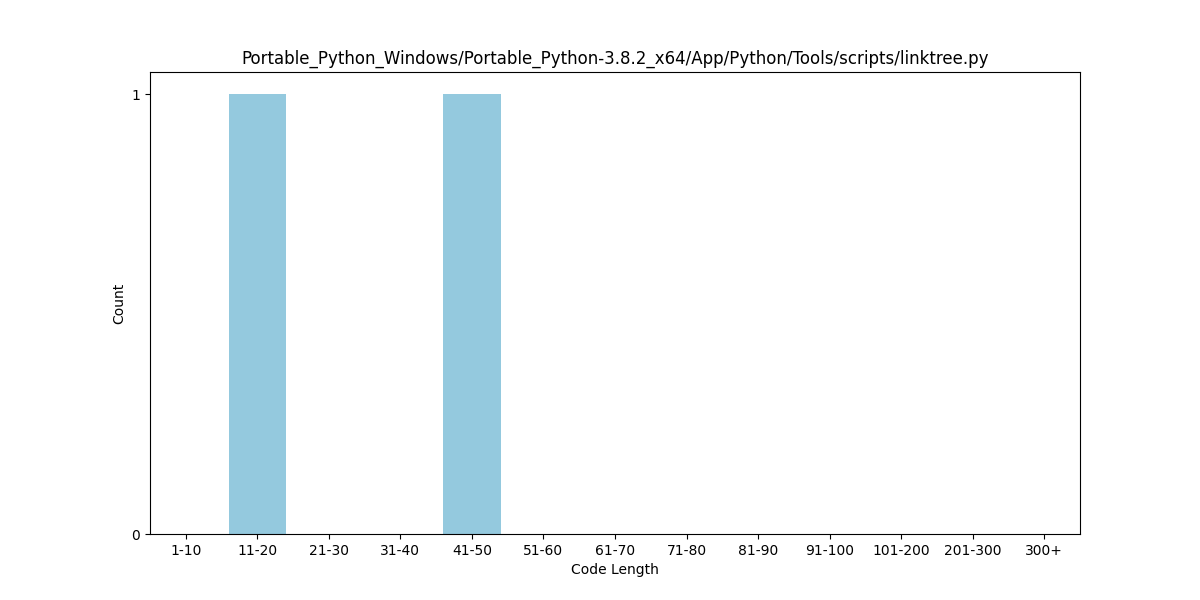 Portable_Python_Windows/Portable_Python-3.8.2_x64/App/Python/Tools/scripts/linktree.py
1
Count
0
1-10 11-20 21-30 31-40 41-50 51-60 61-70 71-80 81-90 91-100 101-200 201-300 300+
Code Length